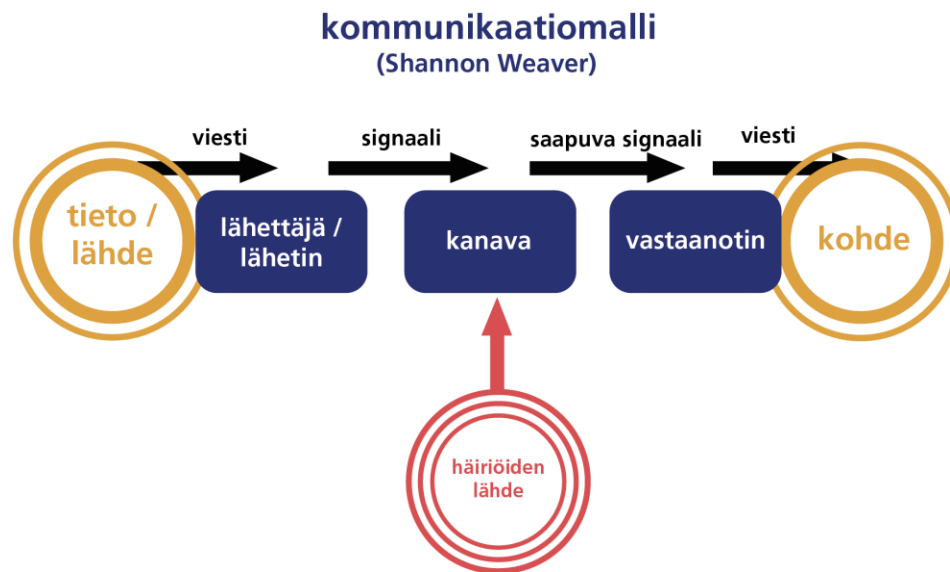 kommunikaatiomalli
(Shannon Weaver)
viesti
signaali
saapuva signaali
viesti
tieto /
lähde
lähettäjä /
lähetin
kanava
vastaanotin
kohde
häiriöiden
lähde